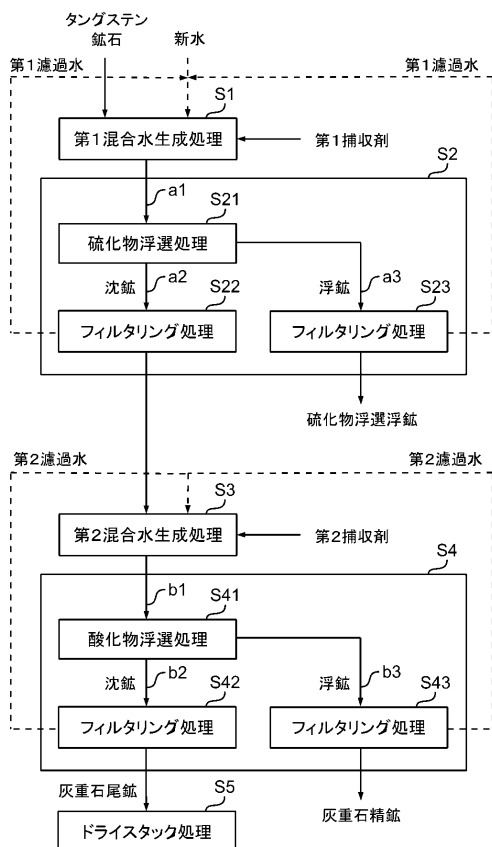 タングステン
鉱石
新水
第1濾過水
第1濾過水
S1
第1混合水生成処理
第1捕収剤
S2
a1
S21
硫化物浮選処理
沈鉱
a2
S22
浮鉱
a3
S23
フィルタリング処理
フィルタリング処理
硫化物浮選浮鉱
第2濾過水
第2濾過水
S3
第2混合水生成処理
第2捕収剤
S4
b1
S41
酸化物浮選処理
沈鉱
b2
S42
浮鉱
b3
S43
フィルタリング処理
フィルタリング処理
灰重石尾鉱
S5
灰重石精鉱
ドライスタック処理